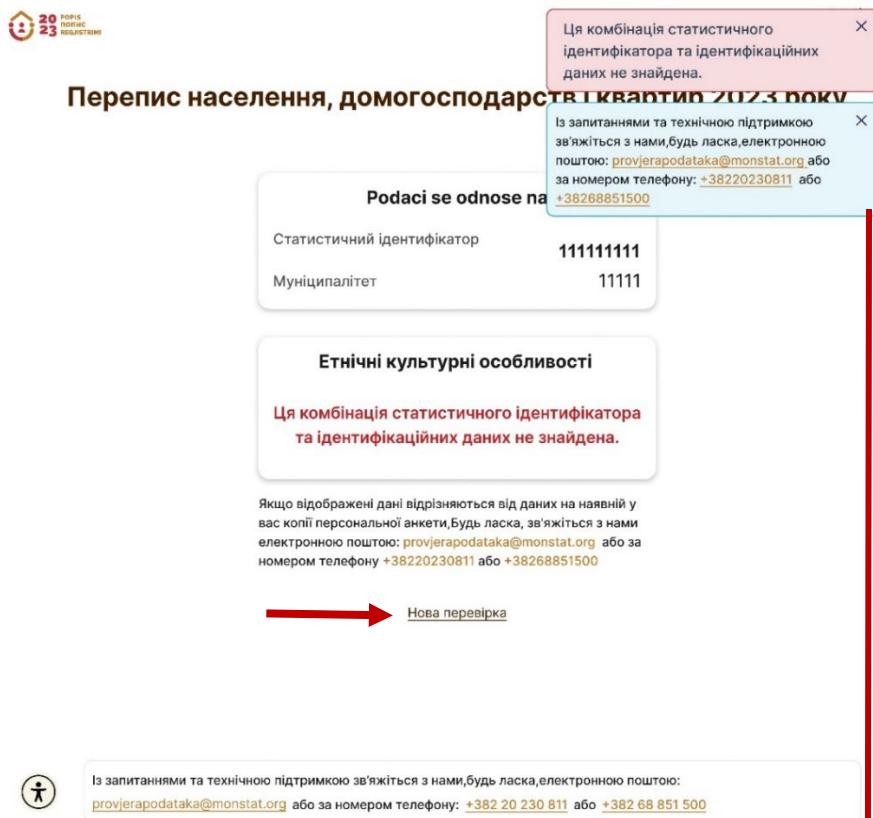 20 POPIS
ПОПИС
23 REGJISTRIMI
Ця комбінація статистичного
ідентифікатора та ідентифікаційних
даних не знайдена.
Перепис населення, домогосподарств і квартир 2023 року
Із запитаннями та технічною підтримкою
зв'яжіться з нами,будь ласка,електронною
поштою: provjerapodataka@monstat.org або
за номером телефону: +38220230811 або
+38268851500
Podaci se odnose na
Статистичний ідентифікатор 111111111
Муніципалітет 11111
Етнічні культурні особливості
Ця комбінація статистичного ідентифікатора
та ідентифікаційних даних не знайдена.
Якщо відображені дані відрізняються від даних на наявній у
вас копії персональної анкети,Будь ласка, зв'яжіться з нами
електронною поштою: provjerapodataka@monstat.org або за
номером телефону +38220230811 або +38268851500
Нова перевірка
Із запитаннями та технічною підтримкою зв'яжіться з нами,будь ласка,електронною поштою:
provjerapodataka@monstat.org або за номером телефону: +382 20 230 811 або +382 68 851 500